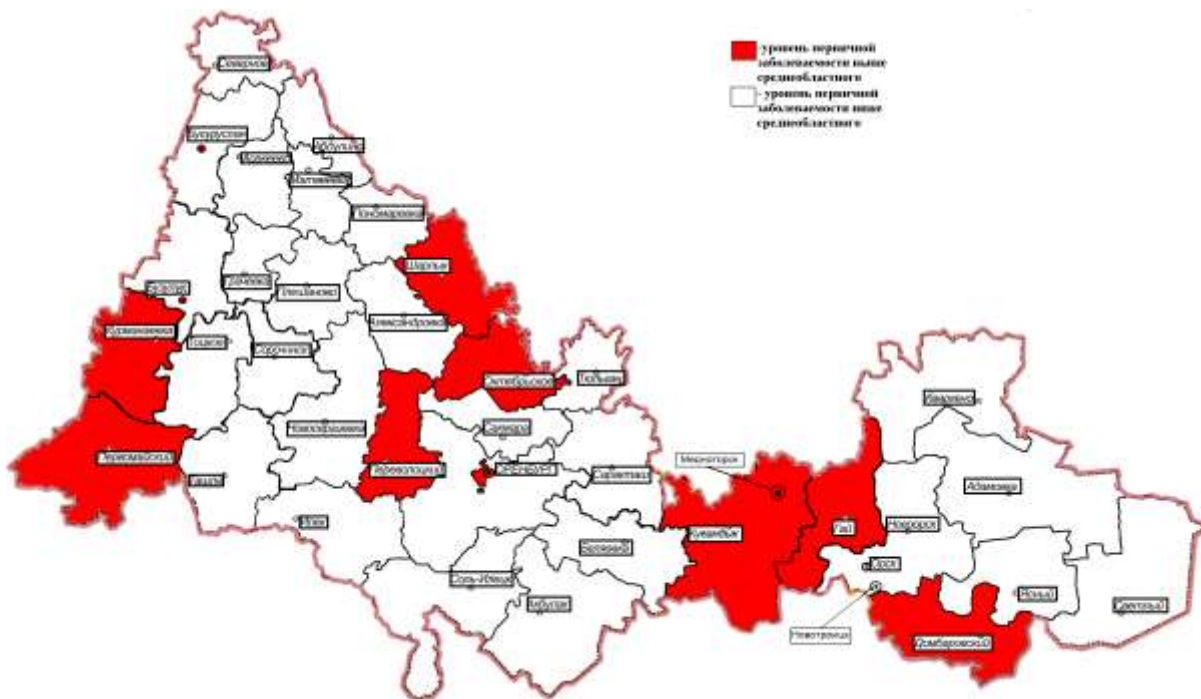 -уровень первичной
заболеваемости выше
среднеобластного
- уровень первичной
заболеваемости ниже
среднеобластного
Северное
Бугуруслан
Абдулино
Асекеево
Матвеевка
Пономаревка
Шарлык
Грачевка
Плешаново
Бузулук
Александровка
Курманаевка
Тоцкое
Сорочинск
Октябрьское
Тюльган
Кваркено
Новосергиевка
Сакмара
Первомайский
Переволоцкий
ОРЕНБУРГ
Медногорск
Ташла
Саракташ
Адамовка
Илек
Кувандык
Гай
Новоорск
Беляевка
Орск
Соль-Илецк
Акбулак
Ясный
Светлый
Новотроицк
Домбаровский